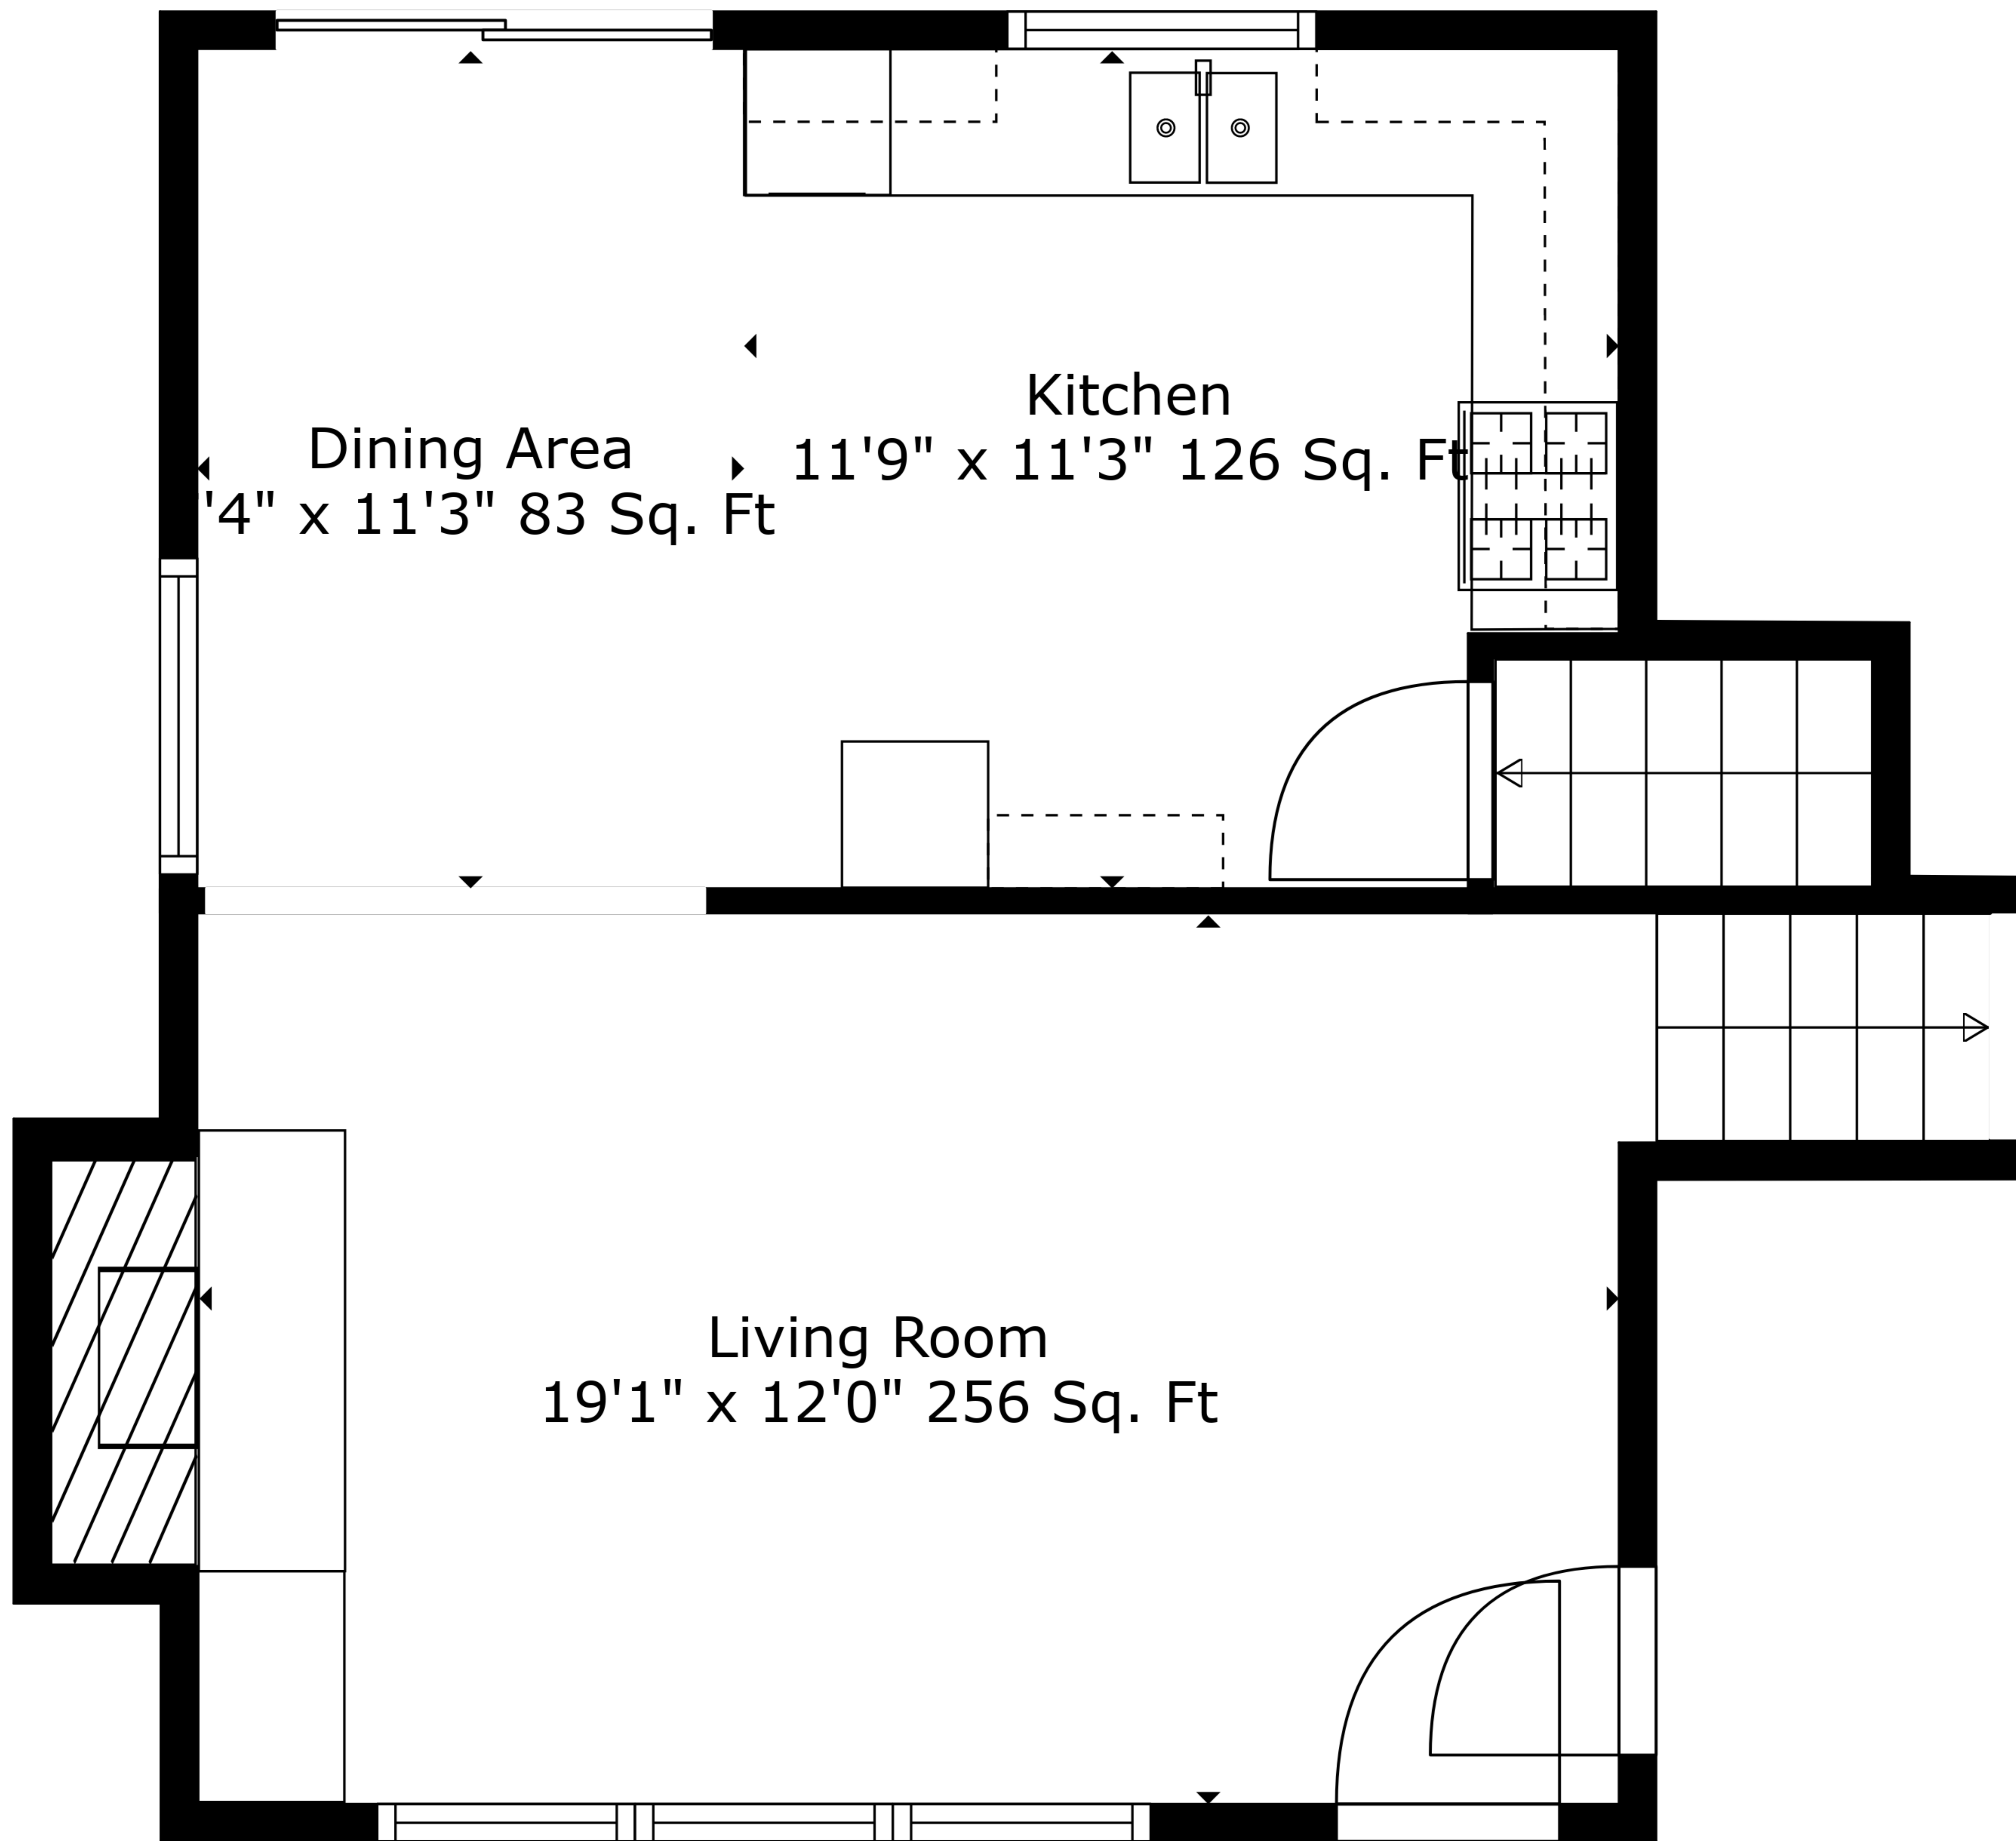 Kitchen
11'9" x 11'3" 126 Sq. Ft
Dining Area
'4" x 11'3" 83 Sq. Ft
Living Room
19'1" x 12'0" 256 Sq. Ft